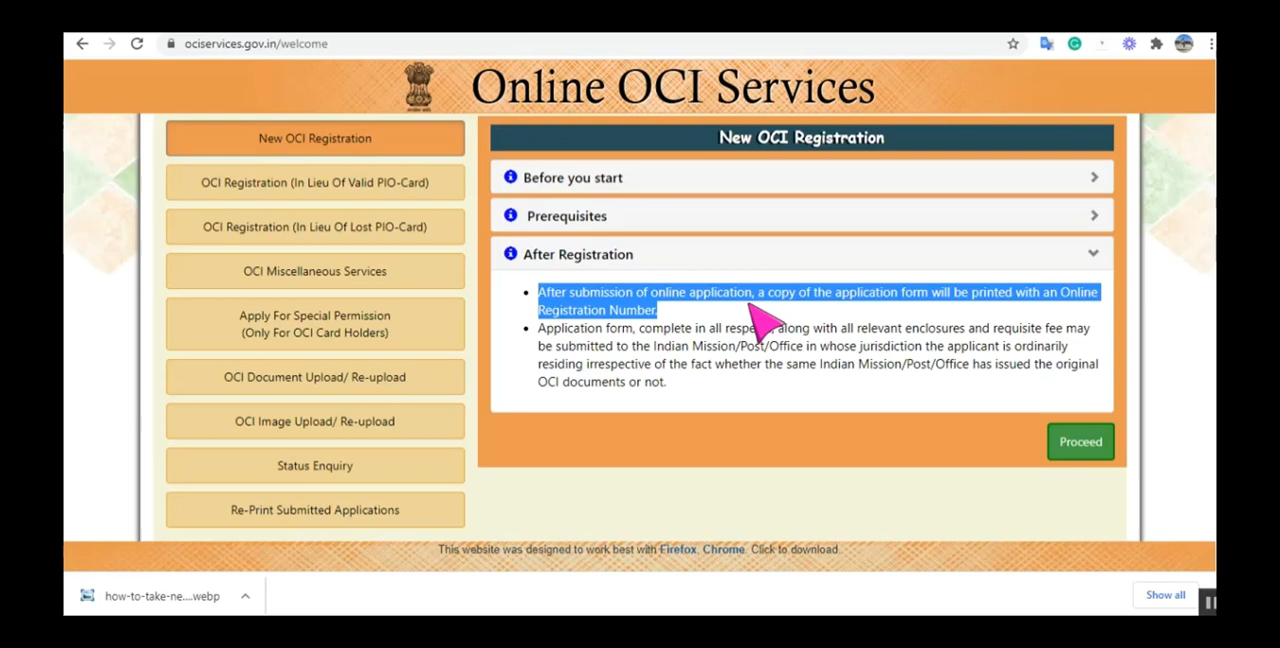 ociservices.gov.in/welcome
Online OCI Services
New OCI Registration
OCI Registration (In Lieu Of Valid PIO-Card)
OCI Registration (In Lieu Of Lost PIO-Card)
OCI Miscellaneous Services
Apply For Special Permission
(Only For OCI Card Holders)
OCI Document Upload/ Re-upload
OCI Image Upload/ Re-upload
Status Enquiry
Re-Print Submitted Applications
New OCI Registration
Before you start
Prerequisites
After Registration
After submission of online application, a copy of the application form will be printed with an Online
Registration Number.
Application form, complete in all respect, along with all relevant enclosures and requisite fee may
be submitted to the Indian Mission/Post/Office in whose jurisdiction the applicant is ordinarily
residing irrespective of the fact whether the same Indian Mission/Post/Office has issued the original
OCI documents or not.
Proceed
This website was designed to work best with Firefox, Chrome. Click to download.
how-to-take-ne....webp
Show all